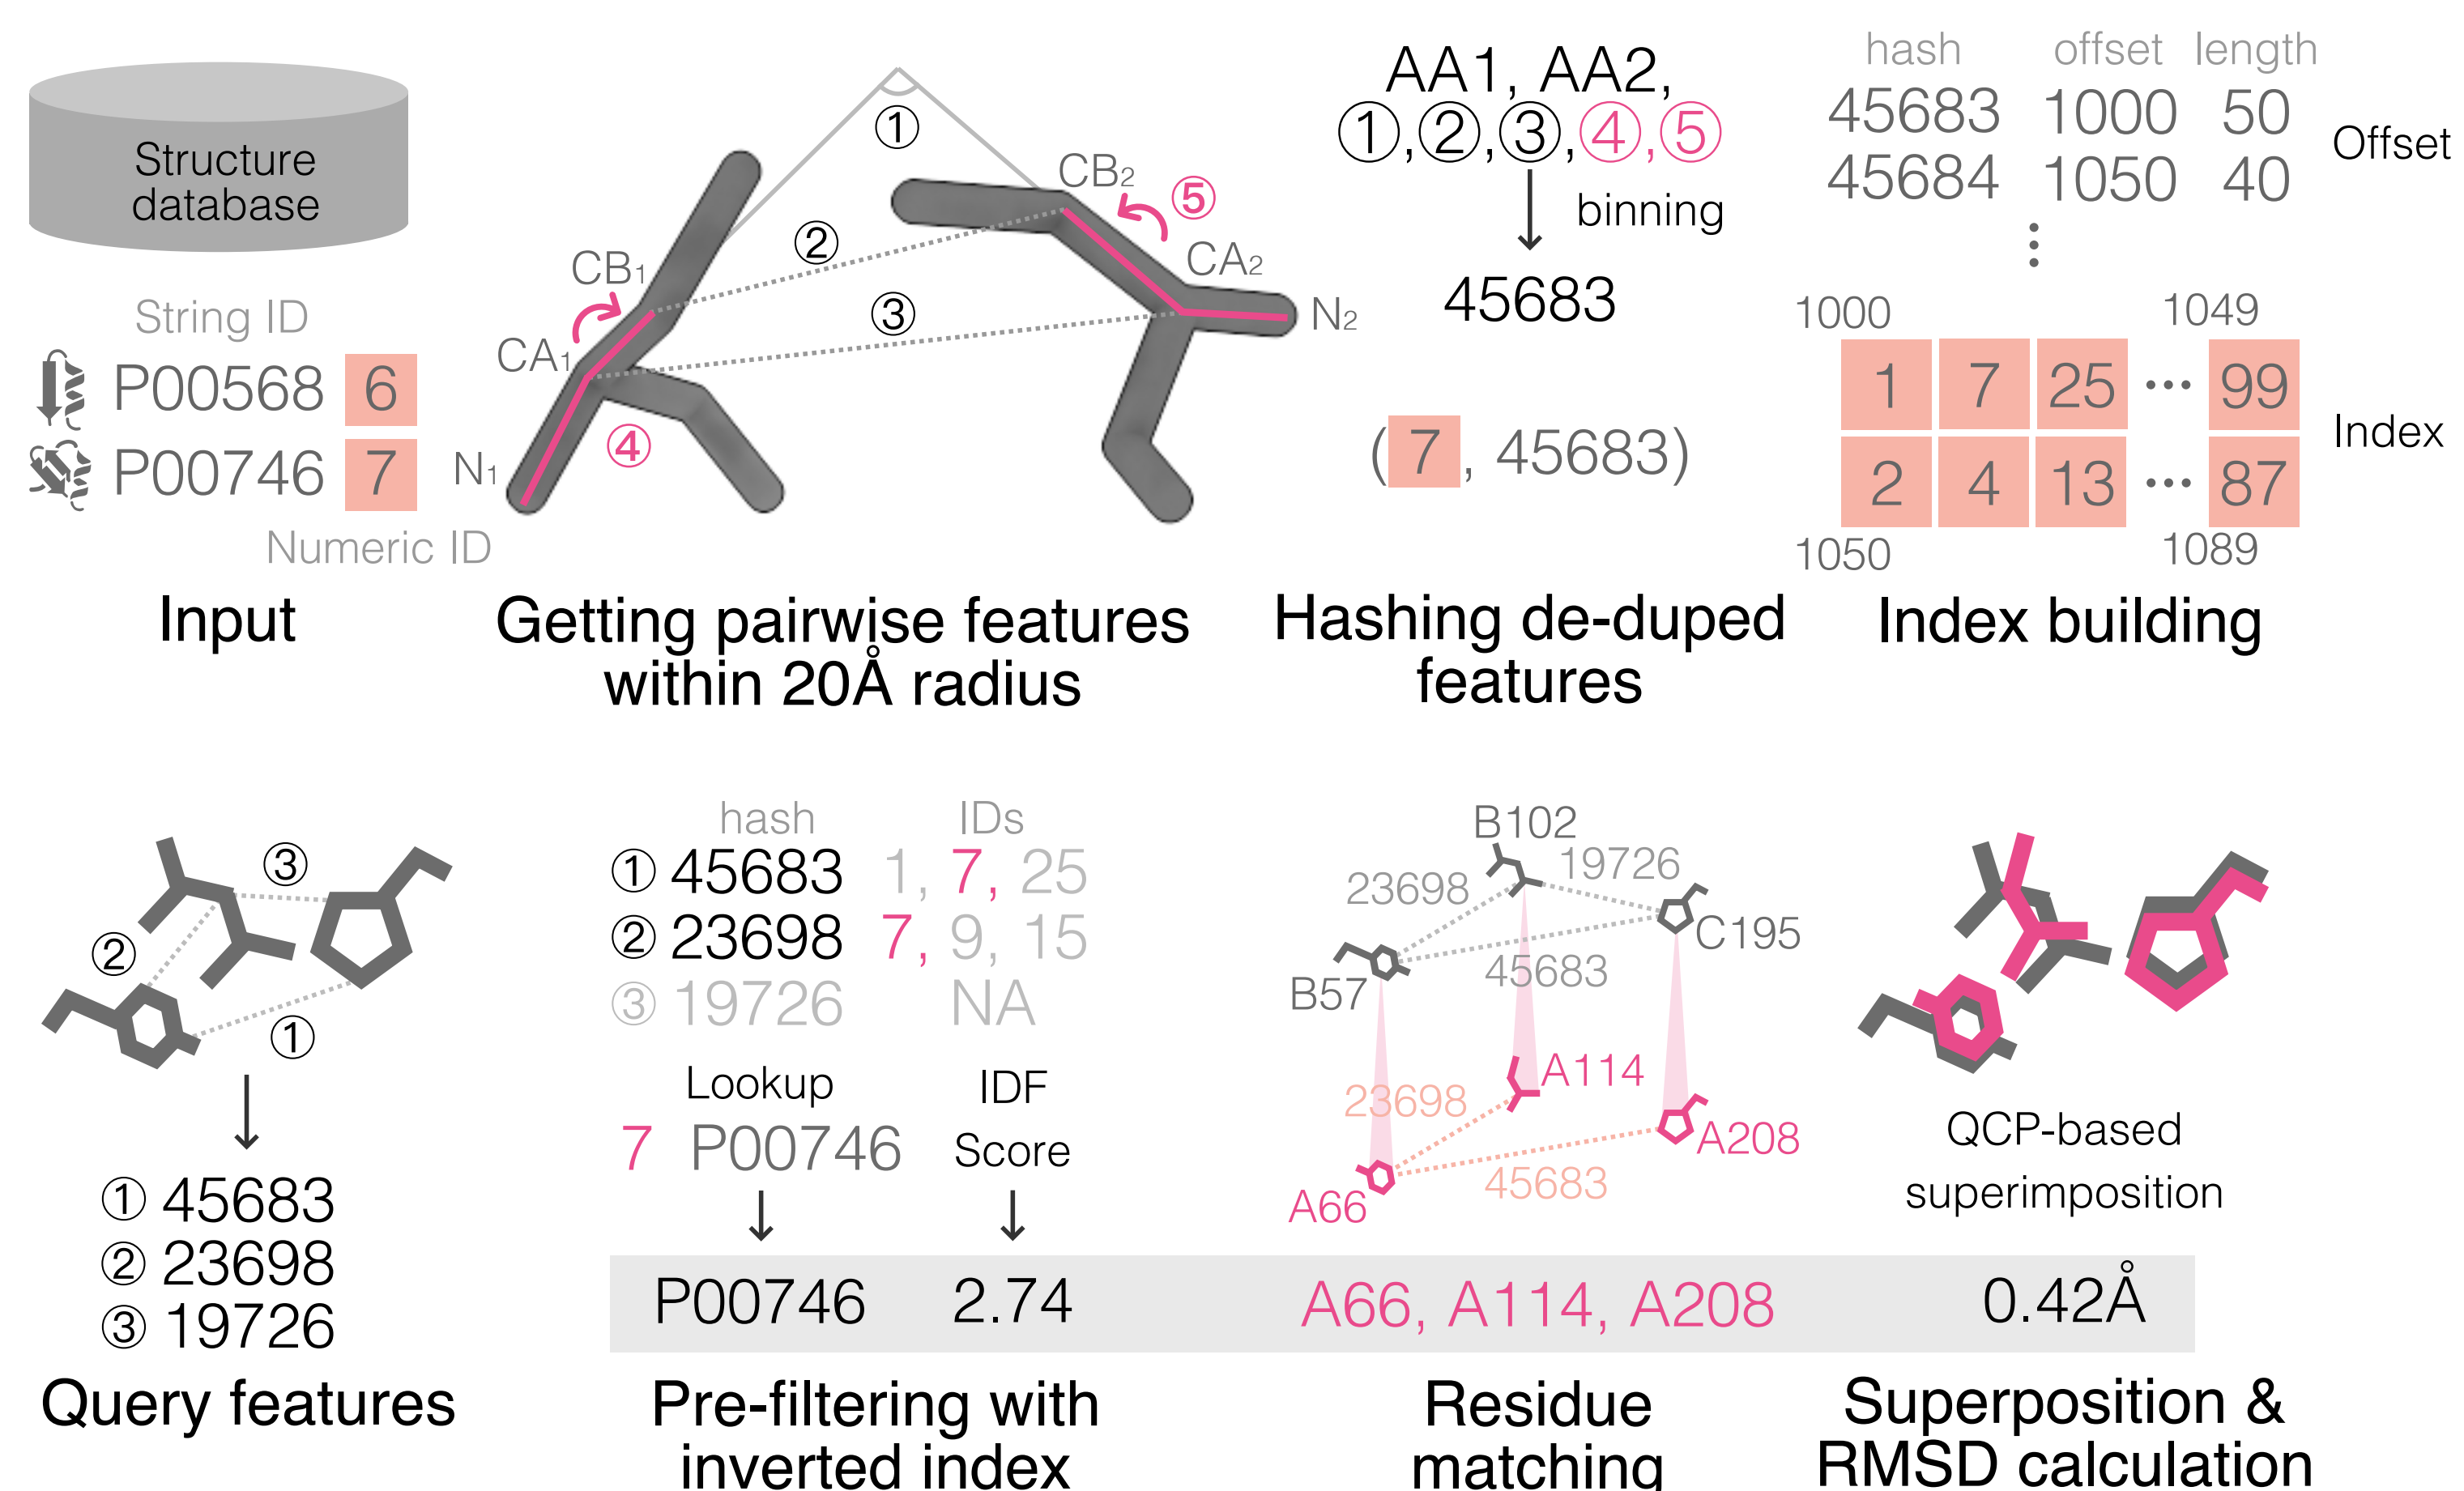 Structure
database
String ID
P00568 6
P00746 7
Numeric ID
Input
①
②
③
④
⑤
CB1
CA1
N1
CB2
CA2
N2
Getting pairwise features
within 20Å radius
AA1, AA2,
①,②,③,④,⑤
binning
45683
(7, 45683)
Hashing de-duped
features
hash offset length
45683 1000 50
45684 1050 40
⋮
Offset
1000 1049
1 7 25 ··· 99
2 4 13 ··· 87
1050 1089
Index
Index building
③
②
①
① 45683
② 23698
③ 19726
Query features
hash IDs
① 45683 1, 7, 25
② 23698 7, 9, 15
③ 19726 NA
Lookup
7 P00746
IDF
Score
P00746 2.74
Pre-filtering with
inverted index
B102
23698
19726
C195
B57
45683
A114
23698
A208
A66
45683
A66, A114, A208
Residue
matching
QCP-based
superimposition
0.42Å
Superposition &
RMSD calculation